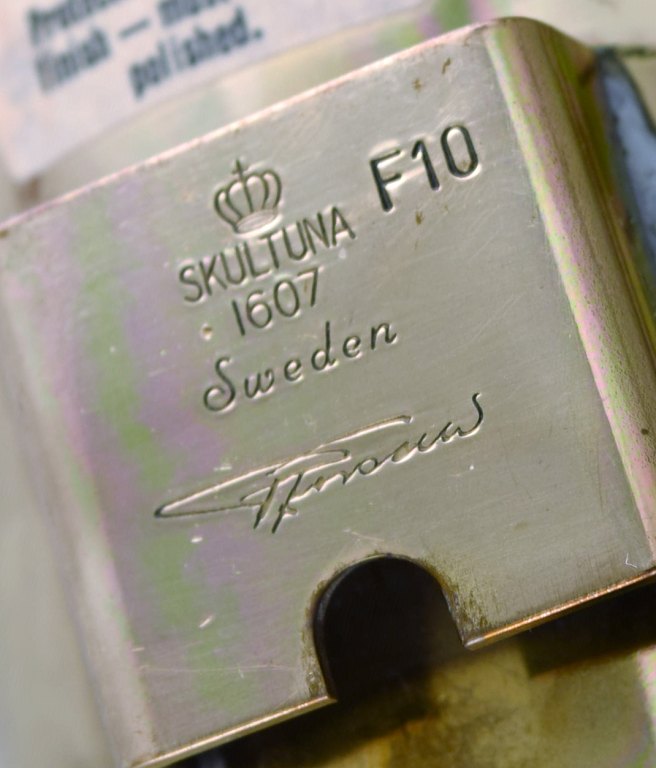 finish —
polished.
F10
SKULTUNA
1607
Sweden